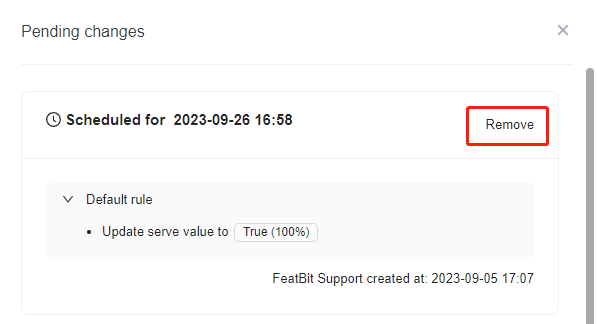 Pending changes
Scheduled for 2023-09-26 16:58
Remove
Default rule
Update serve value to True (100%)
FeatBit Support created at: 2023-09-05 17:07